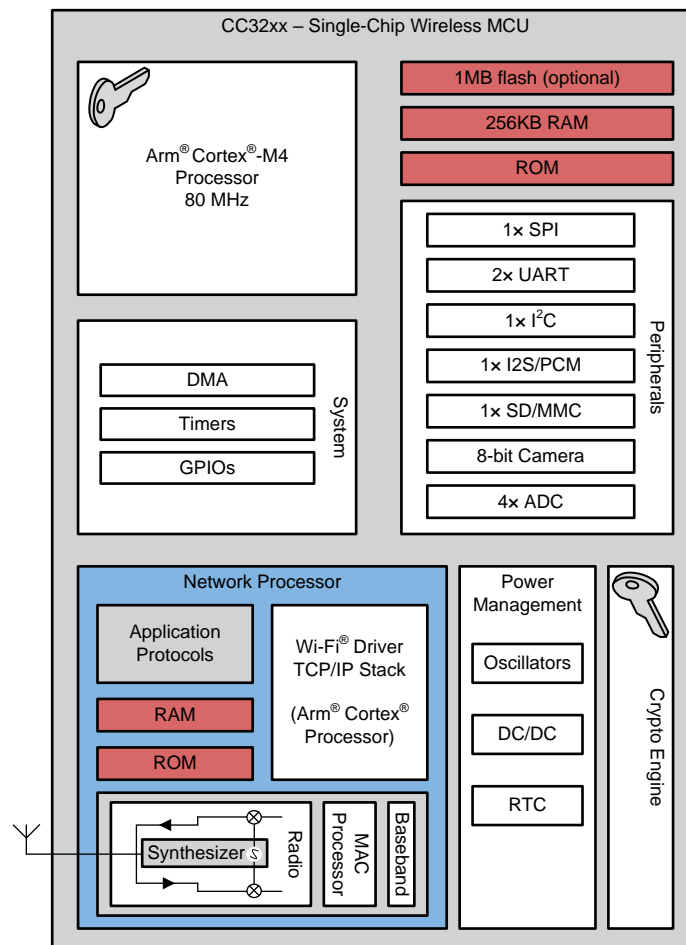 CC32xx – Single-Chip Wireless MCU
Arm® Cortex®-M4
Processor
80 MHz
1MB flash (optional)
256KB RAM
ROM
1× SPI
2× UART
1× I²C
1× I2S/PCM
1× SD/MMC
8-bit Camera
4× ADC
Peripherals
DMA
Timers
GPIOs
System
Network Processor
Application
Protocols
RAM
ROM
Wi-Fi® Driver
TCP/IP Stack
(Arm® Cortex®
Processor)
Synthesizer
Radio
MAC
Processor
Baseband
Power
Management
Oscillators
DC/DC
RTC
Crypto Engine